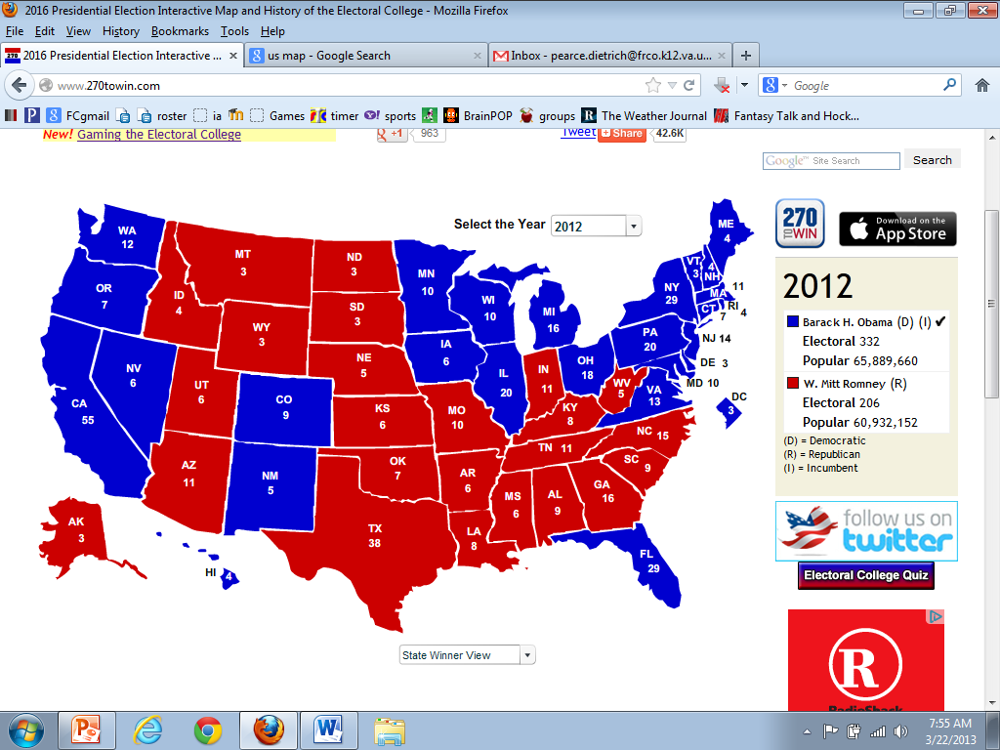 2016 Presidential Election Interactive Map and History of the Electoral College - Mozilla Firefox
File Edit View History Bookmarks Tools Help
270 2016 Presidential Election Interactive ... × us map - Google Search × Inbox - pearce.dietrich@frco.k12.va.u... × +
www.270towin.com Google
FCgmail roster ia m Games timer sports BrainPOP groups The Weather Journal Fantasy Talk and Hock...
New! Gaming the Electoral College
+1 963
Tweet Share 42.6K
Google™ Site Search Search
Select the Year 2012
WA
12
OR
7
CA
55
NV
6
ID
4
MT
3
WY
3
UT
6
AZ
11
CO
9
NM
5
ND
3
SD
3
NE
5
KS
6
OK
7
TX
38
MN
10
IA
6
MO
10
AR
6
LA
8
WI
10
IL
20
MI
16
IN
11
OH
18
KY
8
TN 11
MS
6
AL
9
GA
16
FL
29
SC
9
NC 15
VA
13
WV
5
PA
20
NY
29
VT
3
4
NH
ME
4
MA
11
RI
4
CT
7
NJ 14
DE 3
MD 10
DC
3
AK
3
HI 4
State Winner View
270
TO
WIN
Download on the
App Store
2012
Barack H. Obama (D) (I) ✔
Electoral 332
Popular 65,889,660
W. Mitt Romney (R)
Electoral 206
Popular 60,932,152
(D) = Democratic
(R) = Republican
(I) = Incumbent
follow us on
twitter
Electoral College Quiz
R
RadioShack
7:55 AM
3/22/2013